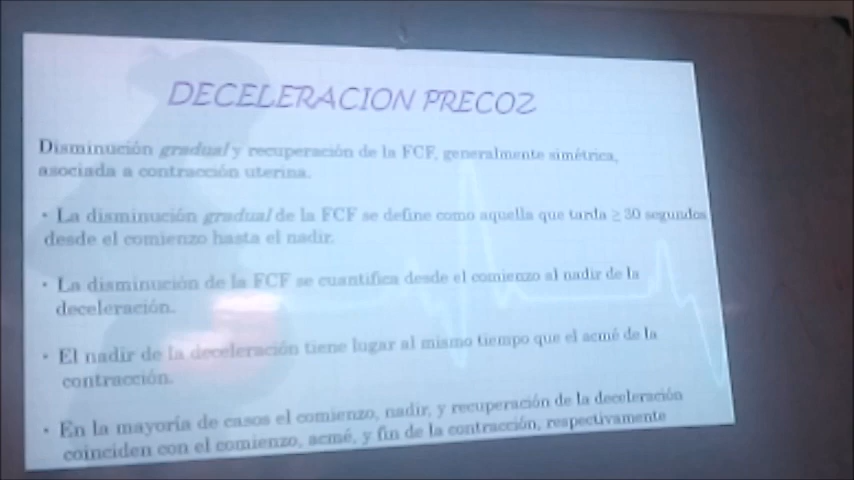 DECELERACION PRECOZ
Disminución gradual y recuperación de la FCF, generalmente simétrica,
asociada a contracción uterina.
• La disminución gradual de la FCF se define como aquella que tarda ≥ 30 segundos
desde el comienzo hasta el nadir.
• La disminución de la FCF se cuantifica desde el comienzo al nadir de la
deceleración.
• El nadir de la deceleración tiene lugar al mismo tiempo que el acmé de la
contracción.
• En la mayoría de casos el comienzo, nadir, y recuperación de la deceleración
coinciden con el comienzo, acmé, y fin de la contracción, respectivamente